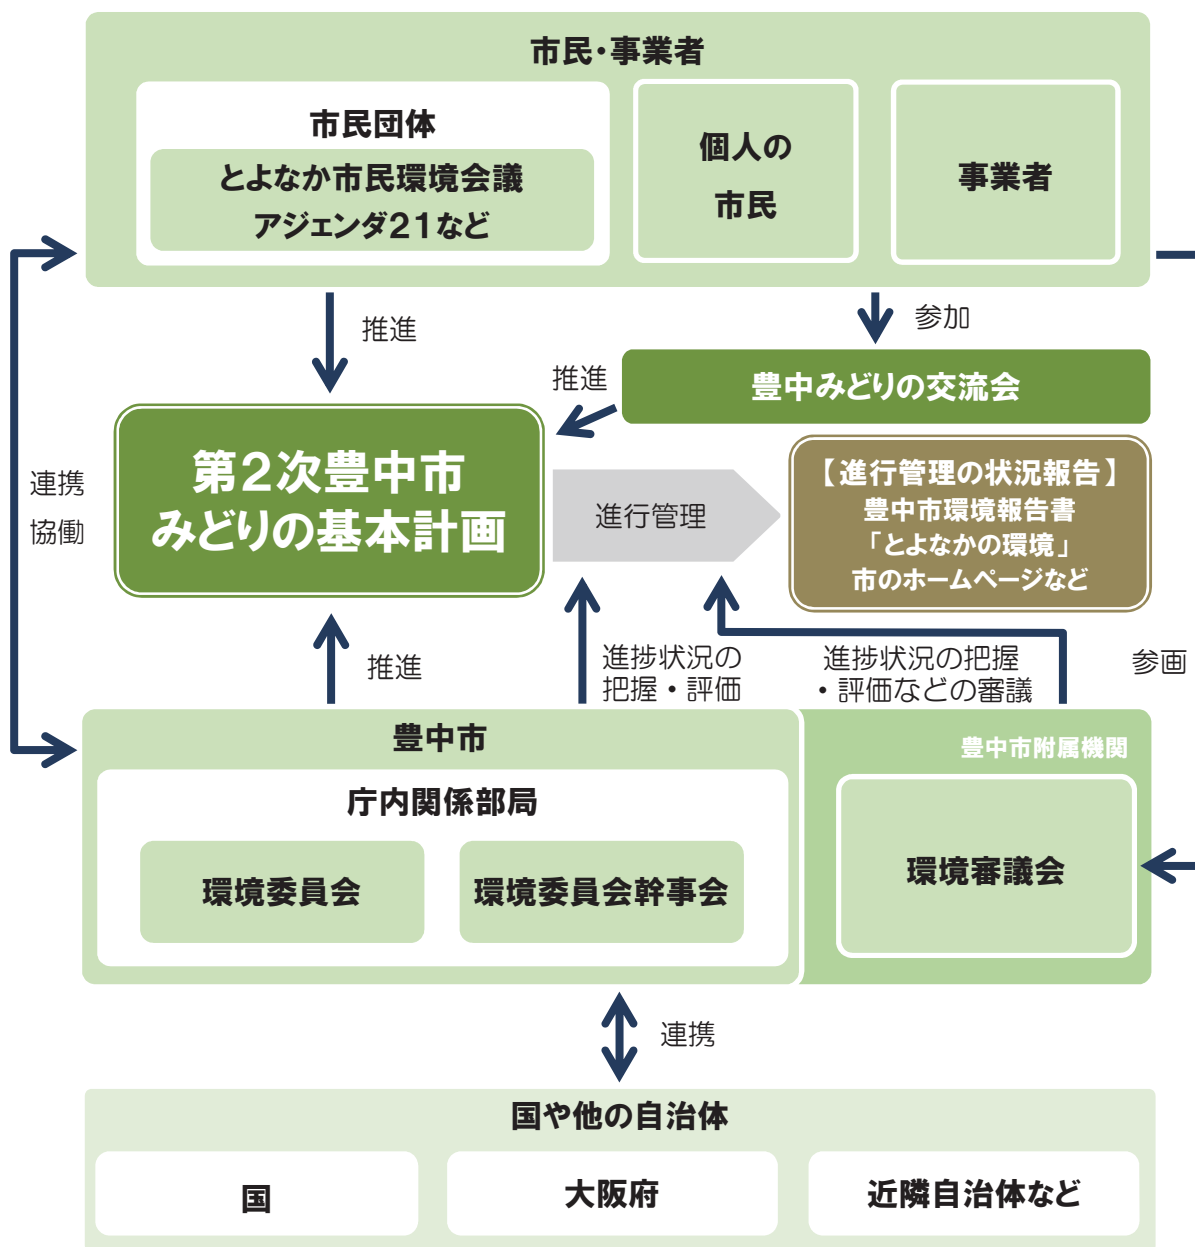 市民・事業者
市民団体
とよなか市民環境会議
アジェンダ21など
個人の
市民
事業者
推進
参加
推進
豊中みどりの交流会
連携
協働
第2次豊中市
みどりの基本計画
進行管理
【進行管理の状況報告】
豊中市環境報告書
「とよなかの環境」
市のホームページなど
推進
進捗状況の
把握・評価
進捗状況の把握
・評価などの審議
参画
豊中市
庁内関係部局
環境委員会
環境委員会幹事会
豊中市附属機関
環境審議会
連携
国や他の自治体
国
大阪府
近隣自治体など